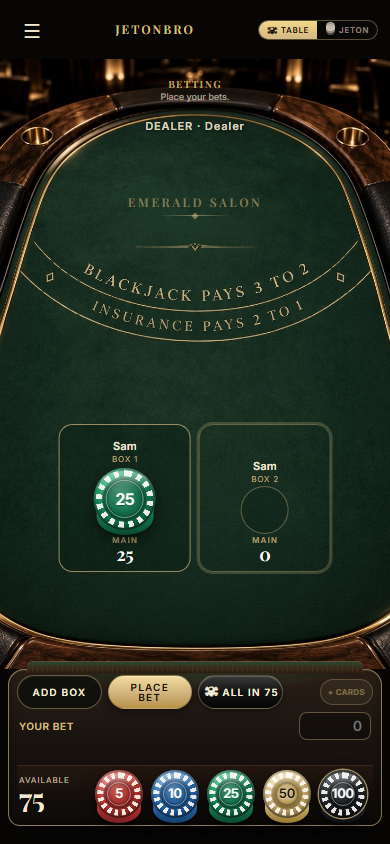 JETONBRO
TABLE
JETON
BETTING
Place your bets.
DEALER · Dealer
EMERALD SALON
BLACKJACK PAYS 3 TO 2
INSURANCE PAYS 2 TO 1
Sam
BOX 1
25
MAIN
25
Sam
BOX 2
MAIN
0
ADD BOX
PLACE
BET
ALL IN 75
+ CARDS
YOUR BET
0
AVAILABLE
75
5
10
25
50
100